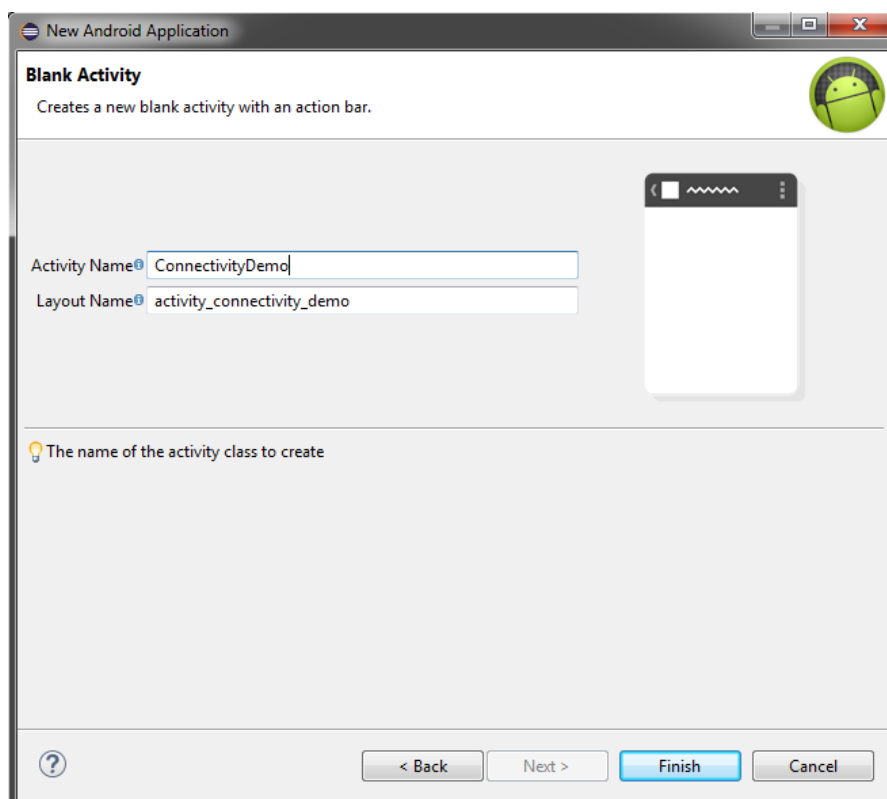 New Android Application
Blank Activity
Creates a new blank activity with an action bar.
Activity Name ConnectivityDemo
Layout Name activity_connectivity_demo
The name of the activity class to create
< Back Next > Finish Cancel